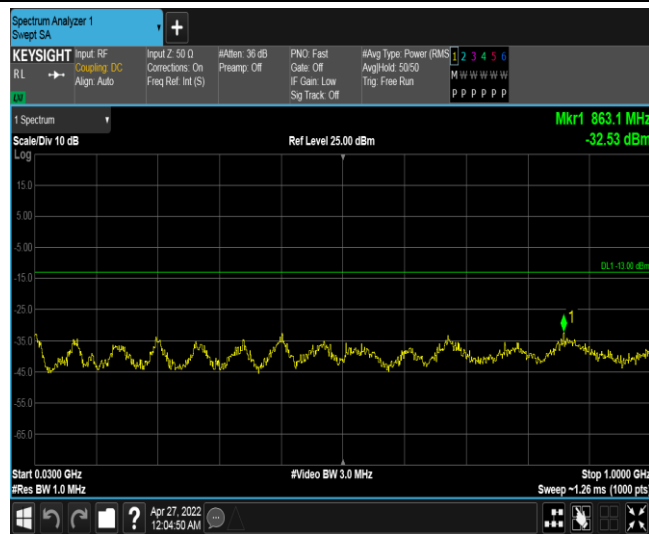 Spectrum Analyzer 1
Swept SA
KEYSIGHT
RL
Input: RF
Coupling: DC
Align: Auto
Input Z: 50 Ω
Corrections: On
Freq Ref: Int (S)
#Atten: 36 dB
Preamp: Off
PNO: Fast
Gate: Off
IF Gain: Low
Sig Track: Off
#Avg Type: Power (RMS
Avg|Hold: 50/50
Trig: Free Run
1 2 3 4 5 6
M W W W W W
P P P P P P
1 Spectrum
Scale/Div 10 dB
Ref Level 25.00 dBm
Mkr1 863.1 MHz
-32.53 dBm
Log
15.0
5.00
-5.00
DL1 -13.00 dBm
-15.0
-25.0
1
-35.0
-45.0
-55.0
-65.0
Start 0.0300 GHz
#Video BW 3.0 MHz
Stop 1.0000 GHz
#Res BW 1.0 MHz
Sweep ~1.26 ms (1000 pts)
Apr 27, 2022
12:04:50 AM